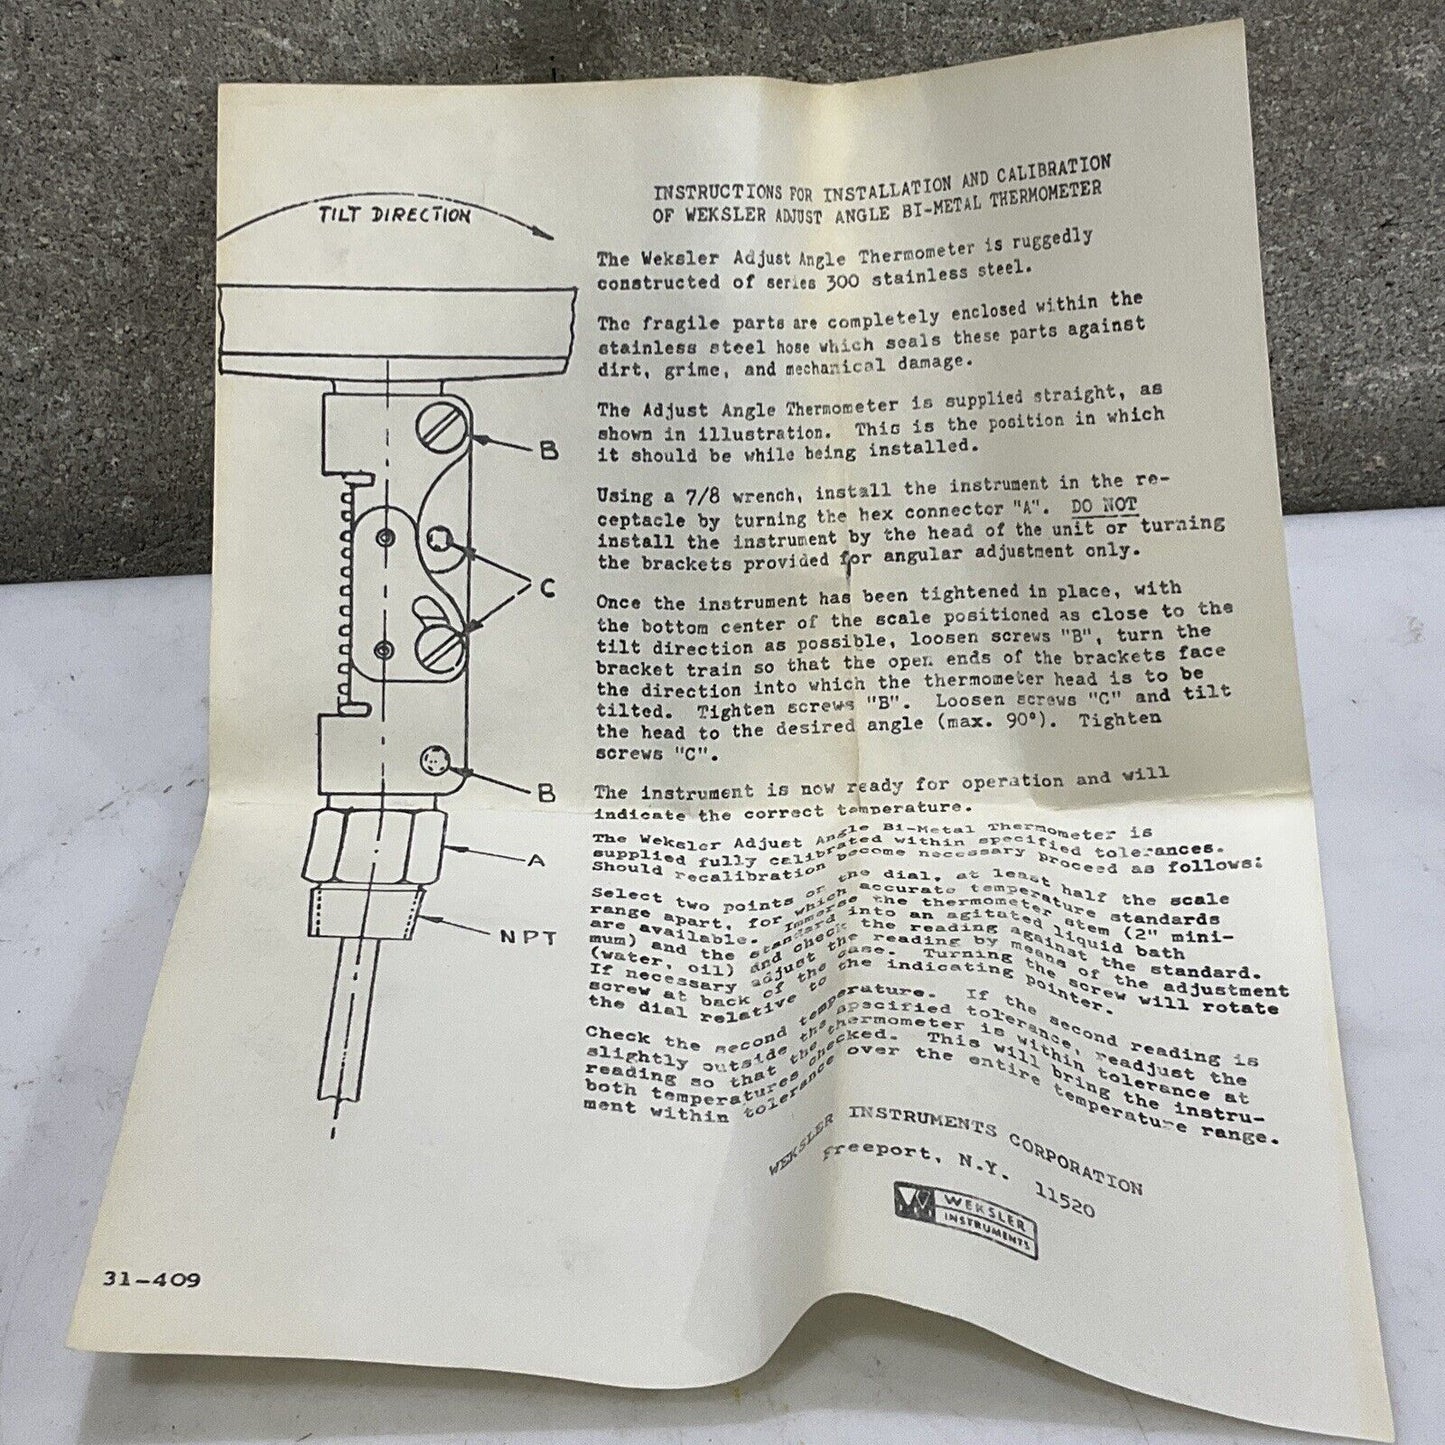 TILT DIRECTION
B
C
B
A
NPT
31-409
INSTRUCTIONS FOR INSTALLATION AND CALIBRATION
OF WEKSLER ADJUST ANGLE BI-METAL THERMOMETER
The Weksler Adjust Angle Thermometer is ruggedly
constructed of series 300 stainless steel.
The fragile parts are completely enclosed within the
stainless steel hose which seals these parts against
dirt, grime, and mechanical damage.
The Adjust Angle Thermometer is supplied straight, as
shown in illustration. This is the position in which
it should be while being installed.
Using a 7/8 wrench, install the instrument in the re-
ceptacle by turning the hex connector "A". DO NOT
install the instrument by the head of the unit or turning
the brackets provided for angular adjustment only.
Once the instrument has been tightened in place, with
the bottom center of the scale positioned as close to the
tilt direction as possible, loosen screws "B", turn the
bracket train so that the open ends of the brackets face
the direction into which the thermometer head is to be
tilted. Tighten screws "B". Loosen screws "C" and tilt
the head to the desired angle (max. 90°). Tighten
screws "C".
The instrument is now ready for operation and will
indicate the correct temperature.
The Weksler Adjust Angle Bi-Metal Thermometer is
supplied fully calibrated within specified tolerances.
Should recalibration become necessary proceed as follows:
Select two points on the dial, at least half the scale
range apart, for which accurate temperature standards
are available. Immerse the thermometer stem (2" mini-
mum) and the standard into an agitated liquid bath
(water, oil) and check the reading against the standard.
If necessary adjust the reading by means of the adjustment
screw at back of the case. Turning the screw will rotate
the dial relative to the indicating pointer.
Check the second temperature. If the second reading is
slightly outside the specified tolerance, readjust the
reading so that the thermometer is within tolerance at
both temperatures checked. This will bring the instru-
ment within tolerance over the entire temperature range.
WEKSLER INSTRUMENTS CORPORATION
Freeport, N.Y. 11520
WEKSLER
INSTRUMENTS